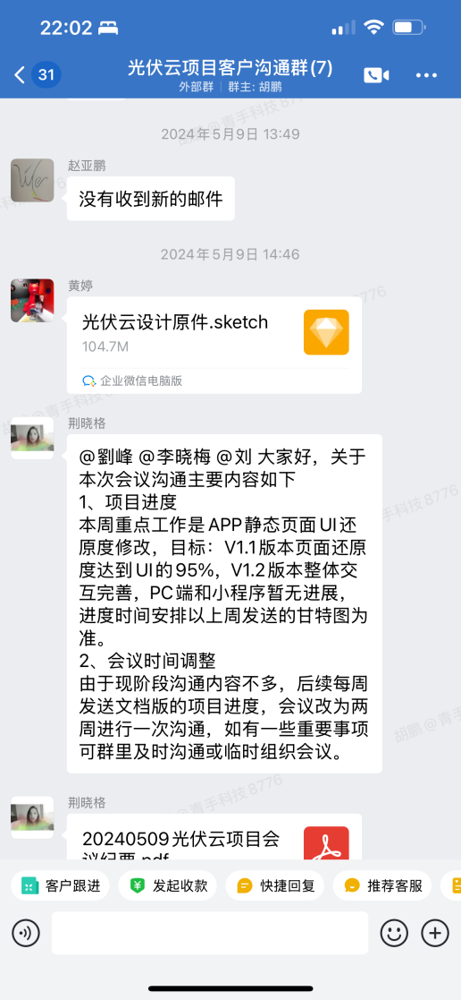 22:02
31
光伏云项目客户沟通群(7)
外部群 | 群主: 胡鹏
胡鹏@青手科技8776
2024年5月9日 13:49
赵亚鹏
没有收到新的邮件
2024年5月9日 14:46
黄婷
光伏云设计原件.sketch
104.7M
企业微信电脑版
荆晓格
@劉峰 @李晓梅 @刘 大家好，关于
本次会议沟通主要内容如下
1、项目进度
本周重点工作是APP静态页面UI还
原度修改，目标：V1.1版本页面还原
度达到UI的95%，V1.2版本整体交
互完善，PC端和小程序暂无进展，
进度时间安排以上周发送的甘特图为
准。
2、会议时间调整
由于现阶段沟通内容不多，后续每周
发送文档版的项目进度，会议改为两
周进行一次沟通，如有一些重要事项
可群里及时沟通或临时组织会议。
荆晓格
20240509光伏云项目会
议纪要.pdf
客户跟进
发起收款
快捷回复
推荐客服